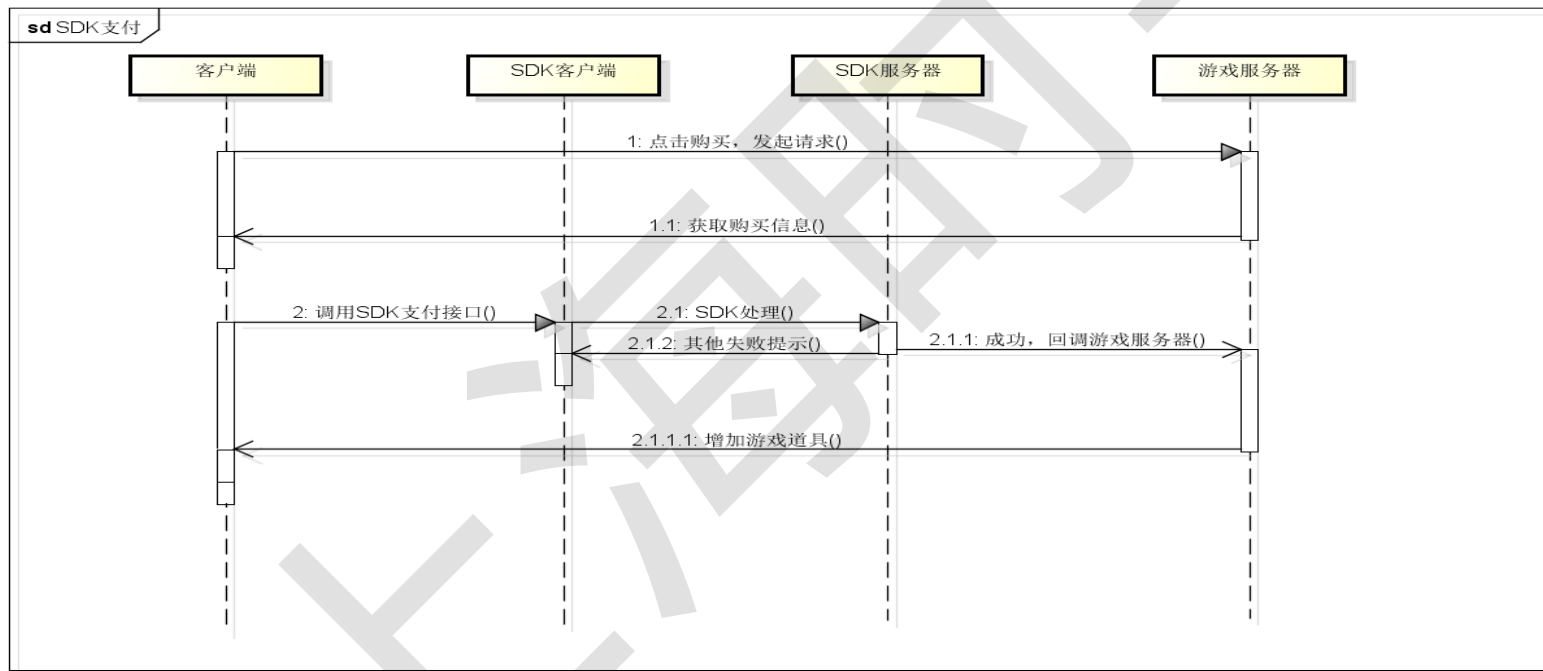 sd SDK支付
客户端
SDK客户端
SDK服务器
游戏服务器
1: 点击购买，发起请求()
1.1: 获取购买信息()
2: 调用SDK支付接口()
2.1: SDK处理()
2.1.1: 成功，回调游戏服务器()
2.1.2: 其他失败提示()
2.1.1.1: 增加游戏道具()
上海